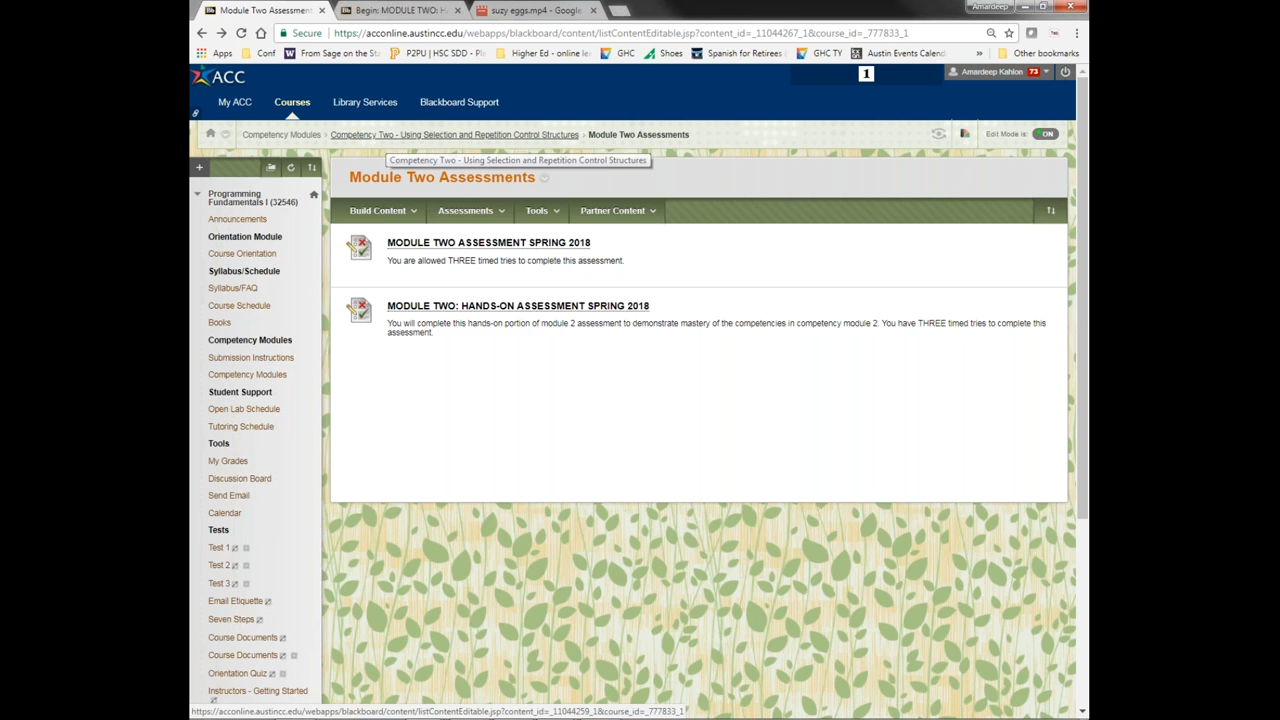 Module Two Assessment
Begin: MODULE TWO: H
suzy eggs.mp4 - Google
Amardeep
Secure
https://acconline.austincc.edu/webapps/blackboard/content/listContentEditable.jsp?content_id=_11044267_1&course_id=_777833_1
Apps
Conf
From Sage on the St
P2PU | HSC SDD - Pl
Higher Ed - online le
GHC
Shoes
Spanish for Retirees
GHC TY
Austin Events Calend
Other bookmarks
ACC
1
Amardeep Kahlon 73
My ACC
Courses
Library Services
Blackboard Support
Competency Modules
Competency Two - Using Selection and Repetition Control Structures
Module Two Assessments
Edit Mode is:
ON
Competency Two - Using Selection and Repetition Control Structures
Module Two Assessments
Build Content
Assessments
Tools
Partner Content
MODULE TWO ASSESSMENT SPRING 2018
You are allowed THREE timed tries to complete this assessment.
MODULE TWO: HANDS-ON ASSESSMENT SPRING 2018
You will complete this hands-on portion of module 2 assessment to demonstrate mastery of the competencies in competency module 2. You have THREE timed tries to complete this
assessment.
Programming
Fundamentals I (32546)
Announcements
Orientation Module
Course Orientation
Syllabus/Schedule
Syllabus/FAQ
Course Schedule
Books
Competency Modules
Submission Instructions
Competency Modules
Student Support
Open Lab Schedule
Tutoring Schedule
Tools
My Grades
Discussion Board
Send Email
Calendar
Tests
Test 1
Test 2
Test 3
Email Etiquette
Seven Steps
Course Documents
Course Documents
Orientation Quiz
Instructors - Getting Started
https://acconline.austincc.edu/webapps/blackboard/content/listContentEditable.jsp?content_id=_11044259_1&course_id=_777833_1